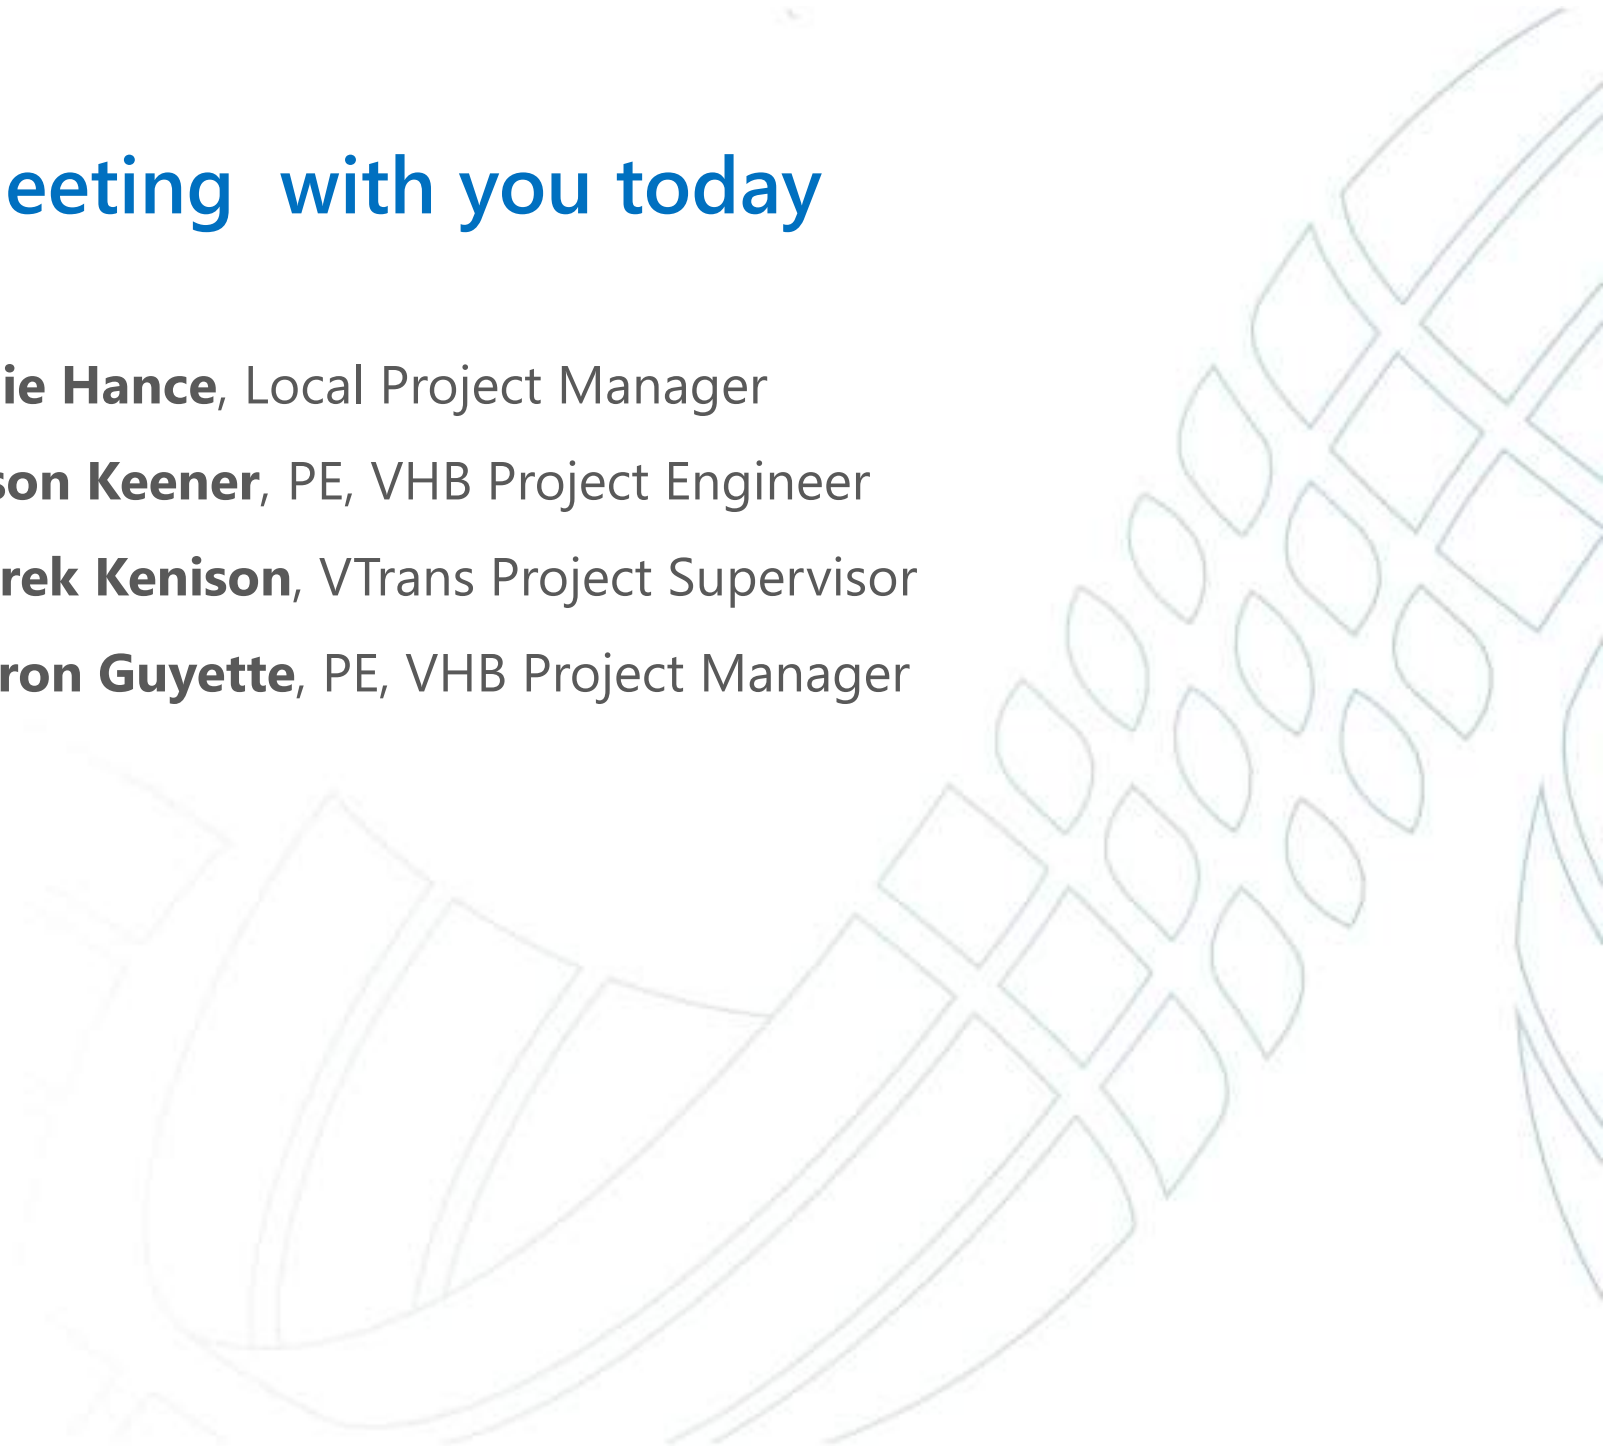 eeting with you today
ie Hance, Local Project Manager
son Keener, PE, VHB Project Engineer
rek Kenison, VTrans Project Supervisor
ron Guyette, PE, VHB Project Manager